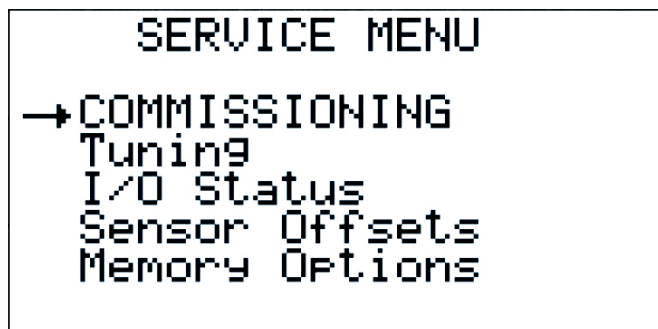 SERVICE MENU
→COMMISSIONING
Tuning
I/O Status
Sensor Offsets
Memory Options